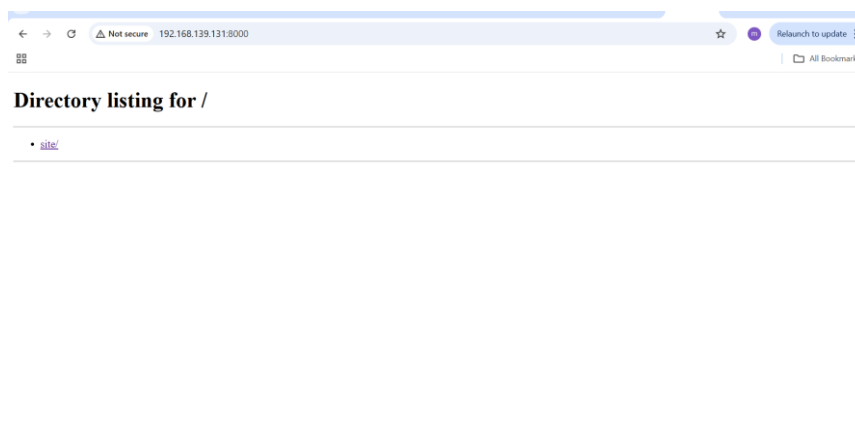 Not secure 192.168.139.131:8000 m Relaunch to update
All Bookmark
Directory listing for /
site/